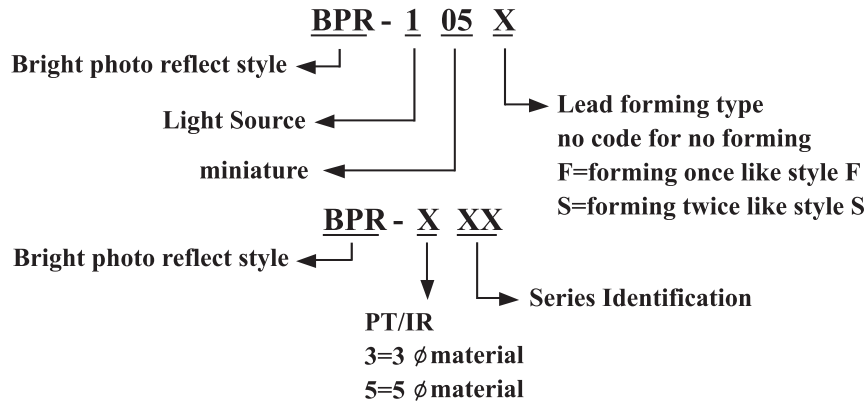 BPR - 1 05 X
Bright photo reflect style
Light Source
miniature
Lead forming type
no code for no forming
F=forming once like style F
S=forming twice like style S
BPR - X XX
Bright photo reflect style
Series Identification
PT/IR
3=3 ∅ material
5=5 ∅ material